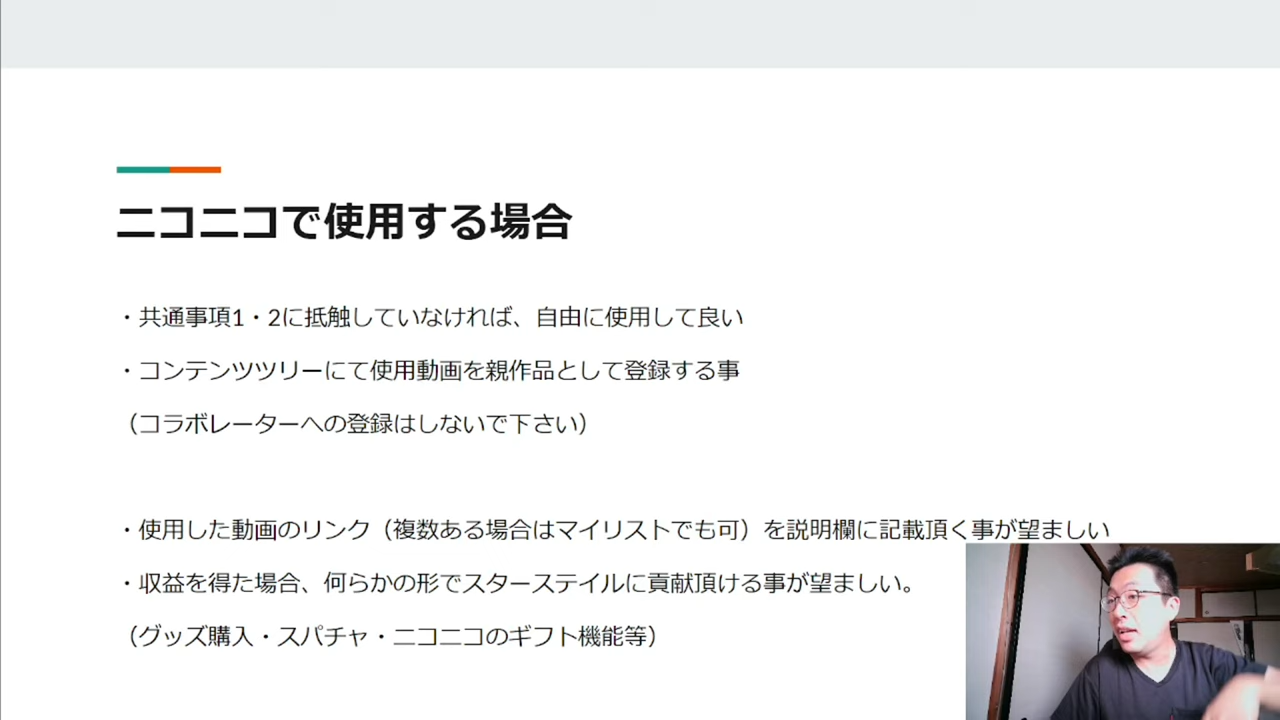 ニコニコで使用する場合
・共通事項1・2に抵触していなければ、自由に使用して良い
・コンテンツツリーにて使用動画を親作品として登録する事
（コラボレーターへの登録はしないで下さい）
・使用した動画のリンク（複数ある場合はマイリストでも可）を説明欄に記載頂く事が望ましい
・収益を得た場合、何らかの形でスターステイルに貢献頂ける事が望ましい。
（グッズ購入・スパチャ・ニコニコのギフト機能等）